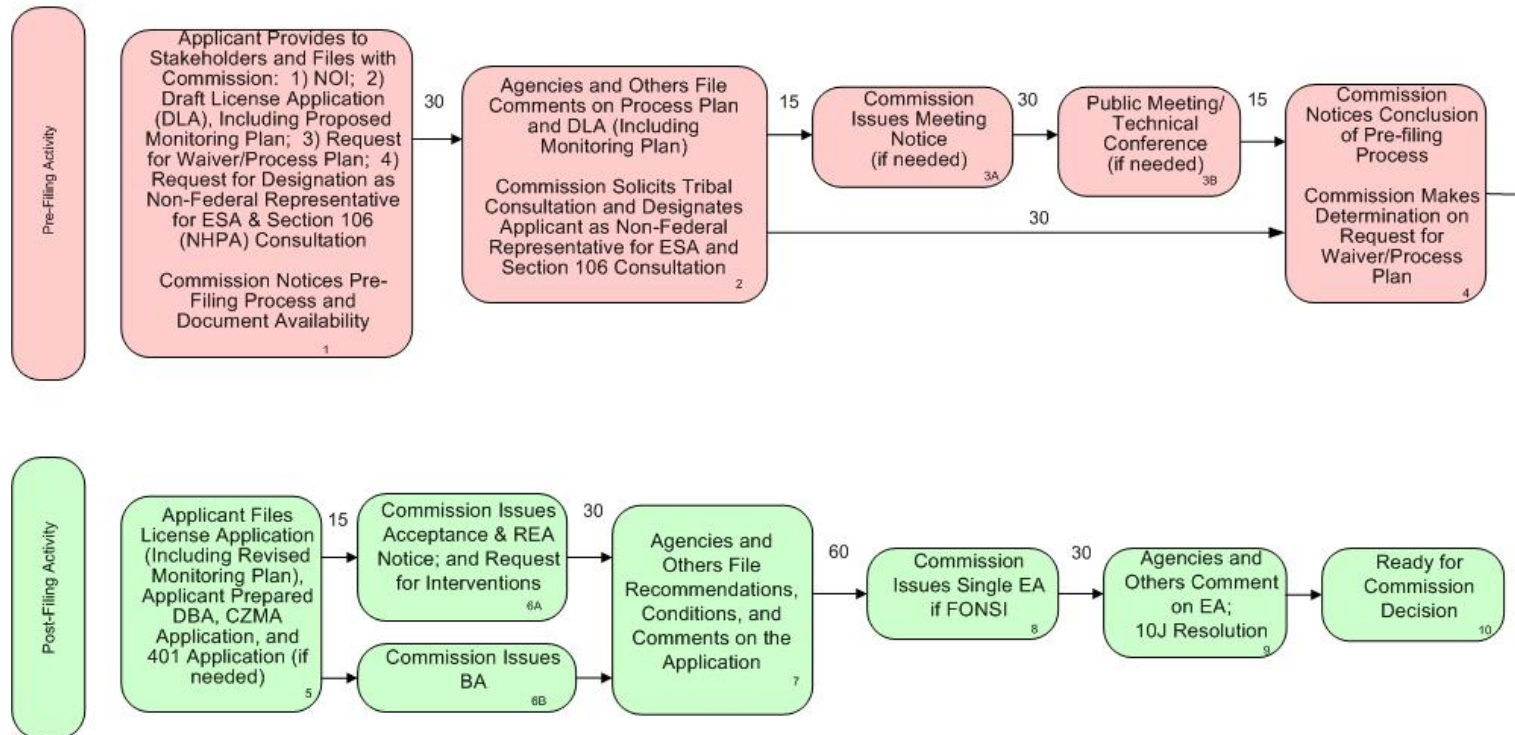 Pre-Filing Activity
Applicant Provides to
Stakeholders and Files with
Commission: 1) NOI; 2)
Draft License Application
(DLA), Including Proposed
Monitoring Plan; 3) Request
for Waiver/Process Plan; 4)
Request for Designation as
Non-Federal Representative
for ESA & Section 106
(NHPA) Consultation
Commission Notices Pre-
Filing Process and
Document Availability
1
30
Agencies and Others File
Comments on Process Plan
and DLA (Including
Monitoring Plan)
Commission Solicits Tribal
Consultation and Designates
Applicant as Non-Federal
Representative for ESA and
Section 106 Consultation
2
15
Commission
Issues Meeting
Notice
(if needed)
3A
30
Public Meeting/
Technical
Conference
(if needed)
3B
15
30
Commission
Notices Conclusion
of Pre-filing
Process
Commission Makes
Determination on
Request for
Waiver/Process
Plan
4
Post-Filing Activity
Applicant Files
License Application
(Including Revised
Monitoring Plan),
Applicant Prepared
DBA, CZMA
Application, and
401 Application (if
needed)
5
15
Commission Issues
Acceptance & REA
Notice; and Request
for Interventions
6A
Commission Issues
BA
6B
30
Agencies and
Others File
Recommendations,
Conditions, and
Comments on the
Application
7
60
Commission
Issues Single EA
if FONSI
8
30
Agencies and
Others Comment
on EA;
10J Resolution
9
Ready for
Commission
Decision
10